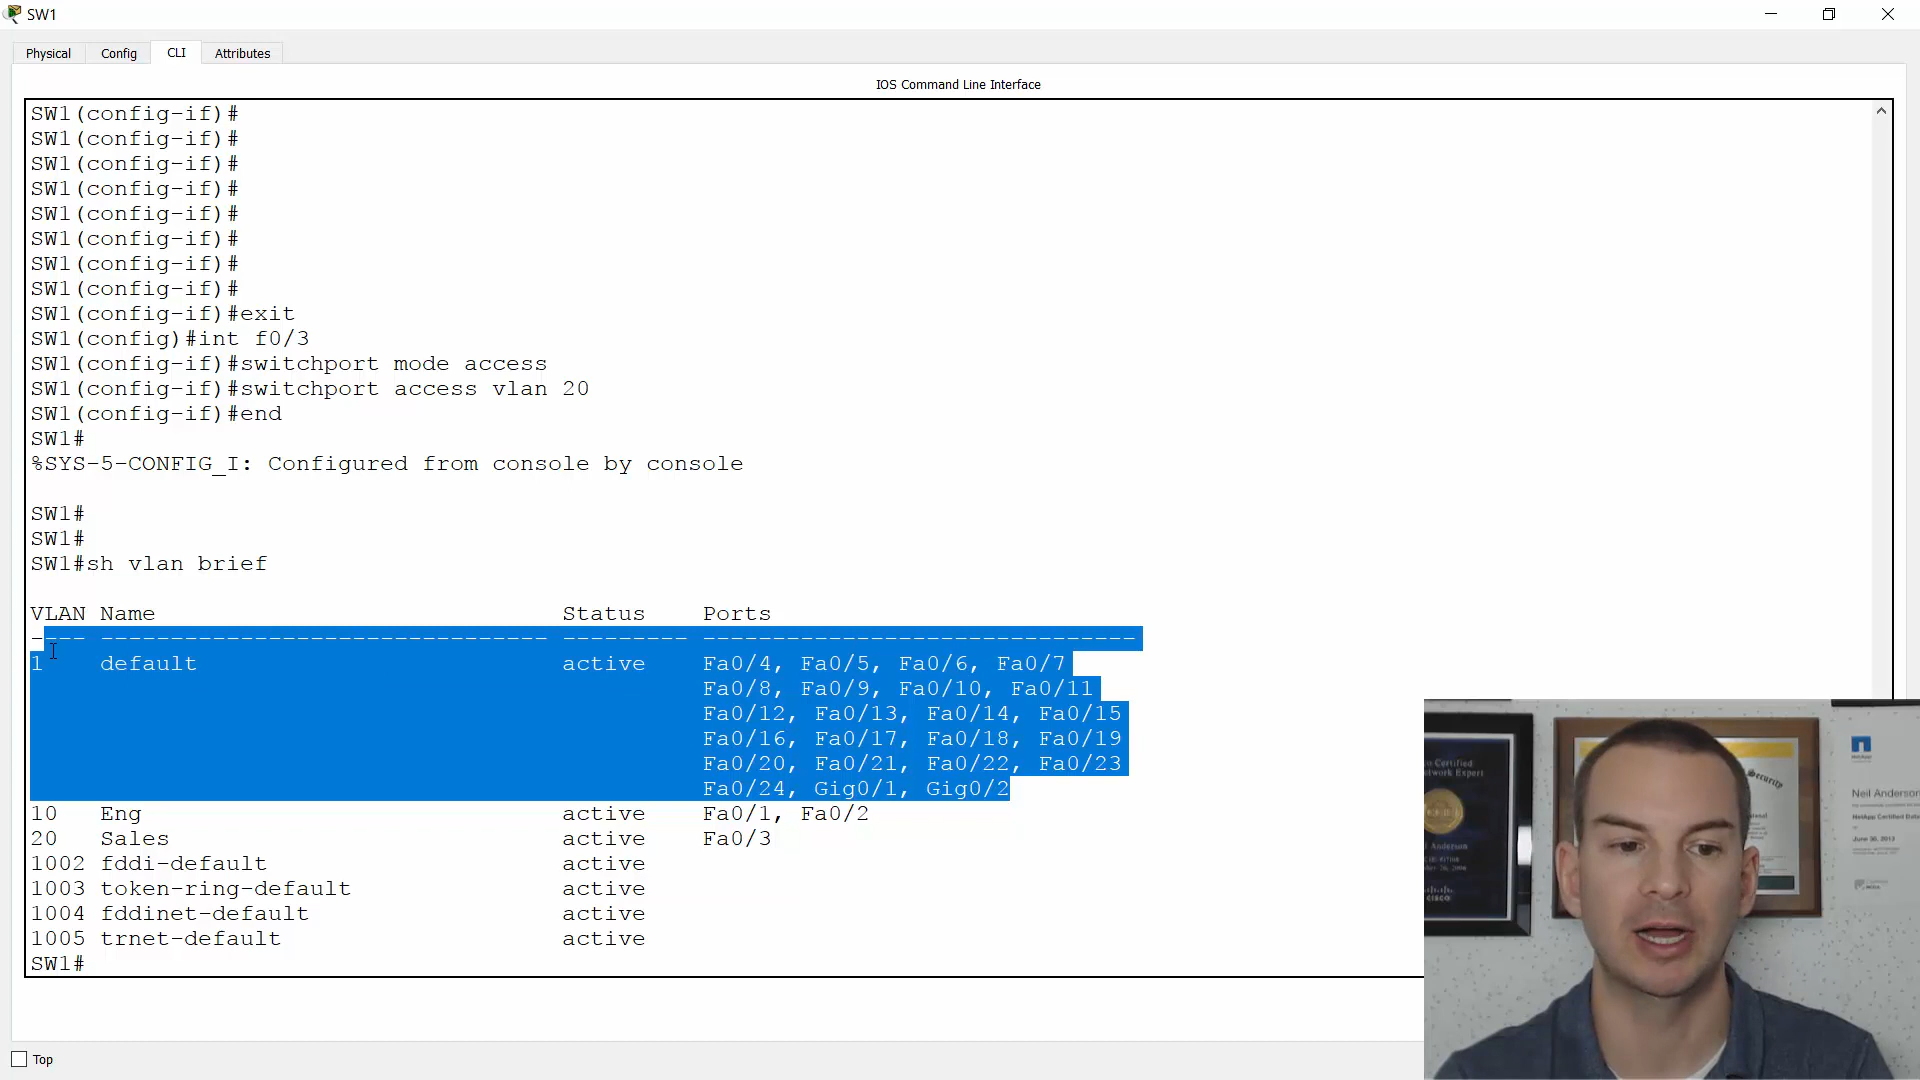 SW1
Physical Config CLI Attributes
IOS Command Line Interface
SW1(config-if)#
SW1(config-if)#
SW1(config-if)#
SW1(config-if)#
SW1(config-if)#
SW1(config-if)#
SW1(config-if)#
SW1(config-if)#
SW1(config-if)#exit
SW1(config)#int f0/3
SW1(config-if)#switchport mode access
SW1(config-if)#switchport access vlan 20
SW1(config-if)#end
SW1#
%SYS-5-CONFIG_I: Configured from console by console
SW1#
SW1#
SW1#sh vlan brief
VLAN Name Status Ports
---- -------------------------------- --------- -------------------------------
1 default active Fa0/4, Fa0/5, Fa0/6, Fa0/7
Fa0/8, Fa0/9, Fa0/10, Fa0/11
Fa0/12, Fa0/13, Fa0/14, Fa0/15
Fa0/16, Fa0/17, Fa0/18, Fa0/19
Fa0/20, Fa0/21, Fa0/22, Fa0/23
Fa0/24, Gig0/1, Gig0/2
10 Eng active Fa0/1, Fa0/2
20 Sales active Fa0/3
1002 fddi-default active
1003 token-ring-default active
1004 fddinet-default active
1005 trnet-default active
SW1#
Top
Certified
Security
Neil Anderson
June 30, 2013